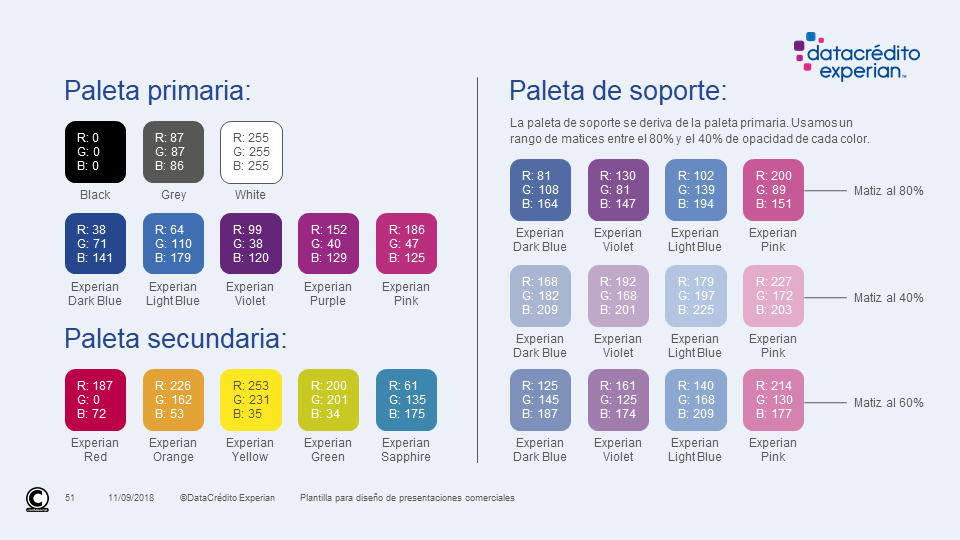 datacrédito
experian™
Paleta primaria:
R: 0
G: 0
B: 0
Black
R: 87
G: 87
B: 86
Grey
R: 255
G: 255
B: 255
White
R: 38
G: 71
B: 141
Experian
Dark Blue
R: 64
G: 110
B: 179
Experian
Light Blue
R: 99
G: 38
B: 120
Experian
Violet
R: 152
G: 40
B: 129
Experian
Purple
R: 186
G: 47
B: 125
Experian
Pink
Paleta secundaria:
R: 187
G: 0
B: 72
Experian
Red
R: 226
G: 162
B: 53
Experian
Orange
R: 253
G: 231
B: 35
Experian
Yellow
R: 200
G: 201
B: 34
Experian
Green
R: 61
G: 135
B: 175
Experian
Sapphire
Paleta de soporte:
La paleta de soporte se deriva de la paleta primaria. Usamos un
rango de matices entre el 80% y el 40% de opacidad de cada color.
R: 81
G: 108
B: 164
Experian
Dark Blue
R: 130
G: 81
B: 147
Experian
Violet
R: 102
G: 139
B: 194
Experian
Light Blue
R: 200
G: 89
B: 151
Experian
Pink
Matiz al 80%
R: 168
G: 182
B: 209
Experian
Dark Blue
R: 192
G: 168
B: 201
Experian
Violet
R: 179
G: 197
B: 225
Experian
Light Blue
R: 227
G: 172
B: 203
Experian
Pink
Matiz al 40%
R: 125
G: 145
B: 187
Experian
Dark Blue
R: 161
G: 125
B: 174
Experian
Violet
R: 140
G: 168
B: 209
Experian
Light Blue
R: 214
G: 130
B: 177
Experian
Pink
Matiz al 60%
C
51
11/09/2018
©DataCrédito Experian
Plantilla para diseño de presentaciones comerciales